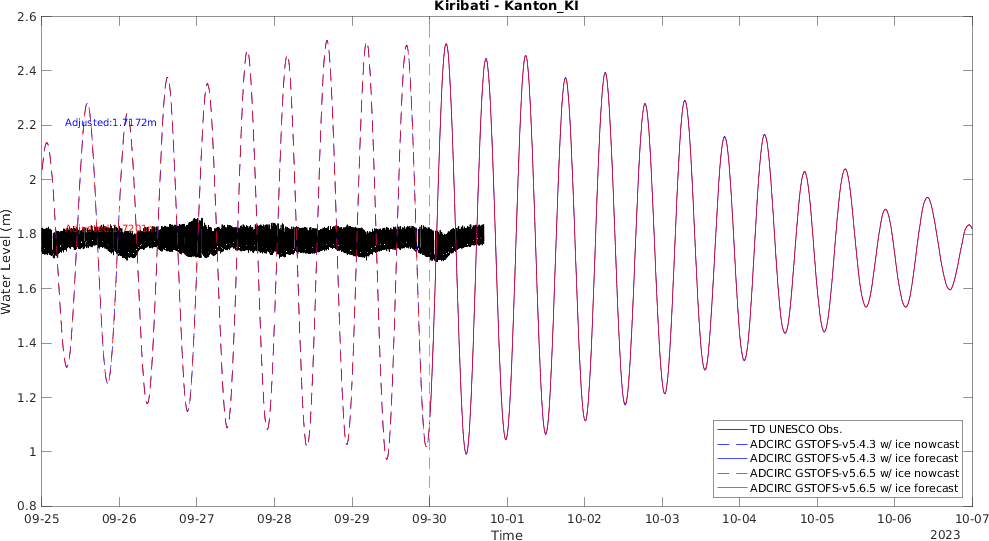 Kiribati - Kanton_KI
2.6
2.4
2.2
2
1.8
1.6
1.4
1.2
1
0.8
Water Level (m)
Adjusted:1.7172m
09-25
09-26
09-27
09-28
09-29
09-30
10-01
10-02
10-03
10-04
10-05
10-06
10-07
Time
2023
TD UNESCO Obs.
ADCIRC GSTOFS-v5.4.3 w/ ice nowcast
ADCIRC GSTOFS-v5.4.3 w/ ice forecast
ADCIRC GSTOFS-v5.6.5 w/ ice nowcast
ADCIRC GSTOFS-v5.6.5 w/ ice forecast